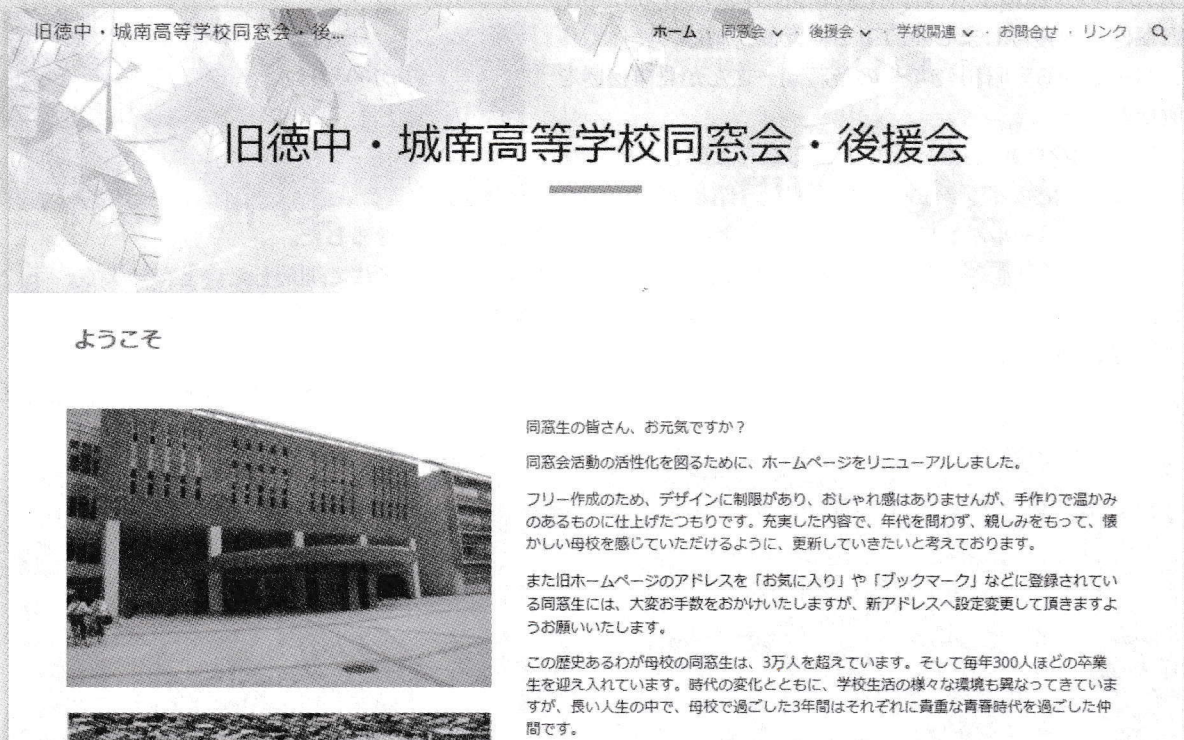 旧徳中・城南高等学校同窓会・後...
ホーム ・ 同窓会 ・ 後援会 ・ 学校関連 ・ お問合せ ・ リンク
旧徳中・城南高等学校同窓会・後援会
ようこそ
同窓生の皆さん、お元気ですか？
同窓会活動の活性化を図るために、ホームページをリニューアルしました。
フリー作成のため、デザインに制限があり、おしゃれ感はありませんが、手作りで温かみ
のあるものに仕上げたつもりです。充実した内容で、年代を問わず、親しみをもって、懐
かしい母校を感じていただけるように、更新していきたいと考えております。
また旧ホームページのアドレスを「お気に入り」や「ブックマーク」などに登録されてい
る同窓生には、大変お手数をおかけいたしますが、新アドレスへ設定変更して頂きますよ
うお願いいたします。
この歴史あるわが母校の同窓生は、3万人を超えています。そして毎年300人ほどの卒業
生を迎え入れています。時代の変化とともに、学校生活の様々な環境も異なってきていま
すが、長い人生の中で、母校で過ごした3年間はそれぞれに貴重な青春時代を過ごした仲
間です。